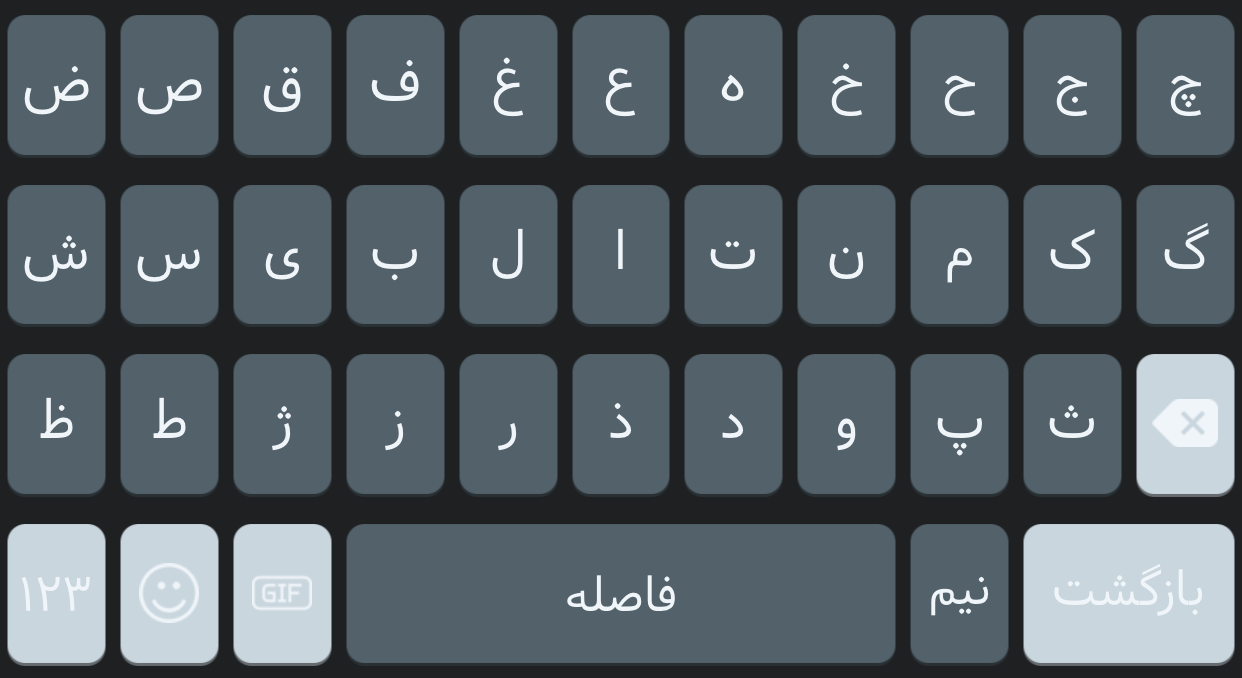 ض ص ق ف غ ع ه خ ح ج چ
ش س ی ب ل ا ت ن م ک گ
ظ ط ژ ز ر ذ د و پ ث
۱۲۳ GIF فاصله نیم بازگشت